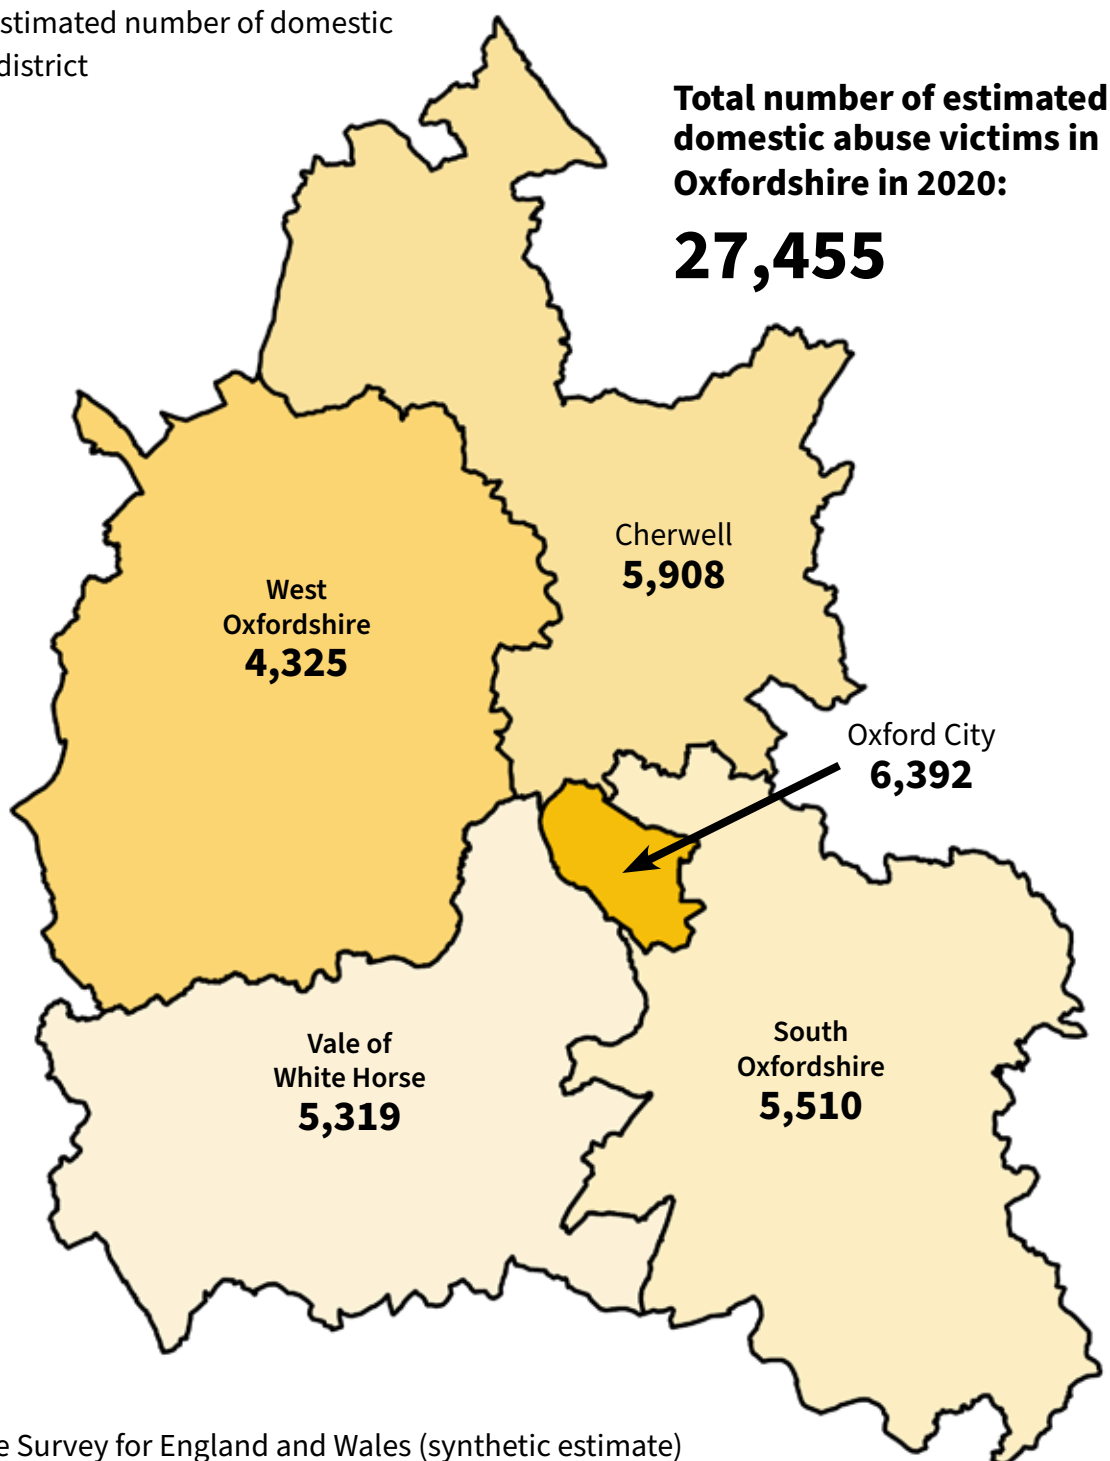 stimated number of domestic
district
Total number of estimated
domestic abuse victims in
Oxfordshire in 2020:
27,455
Cherwell
5,908
West
Oxfordshire
4,325
Oxford City
6,392
Vale of
White Horse
5,319
South
Oxfordshire
5,510
e Survey for England and Wales (synthetic estimate)